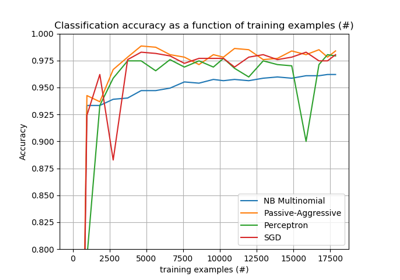 Classification accuracy as a function of training examples (#)
1.000
0.975
0.950
0.925
0.900
0.875
0.850
0.825
0.800
Accuracy
0 2500 5000 7500 10000 12500 15000 17500
training examples (#)
NB Multinomial
Passive-Aggressive
Perceptron
SGD